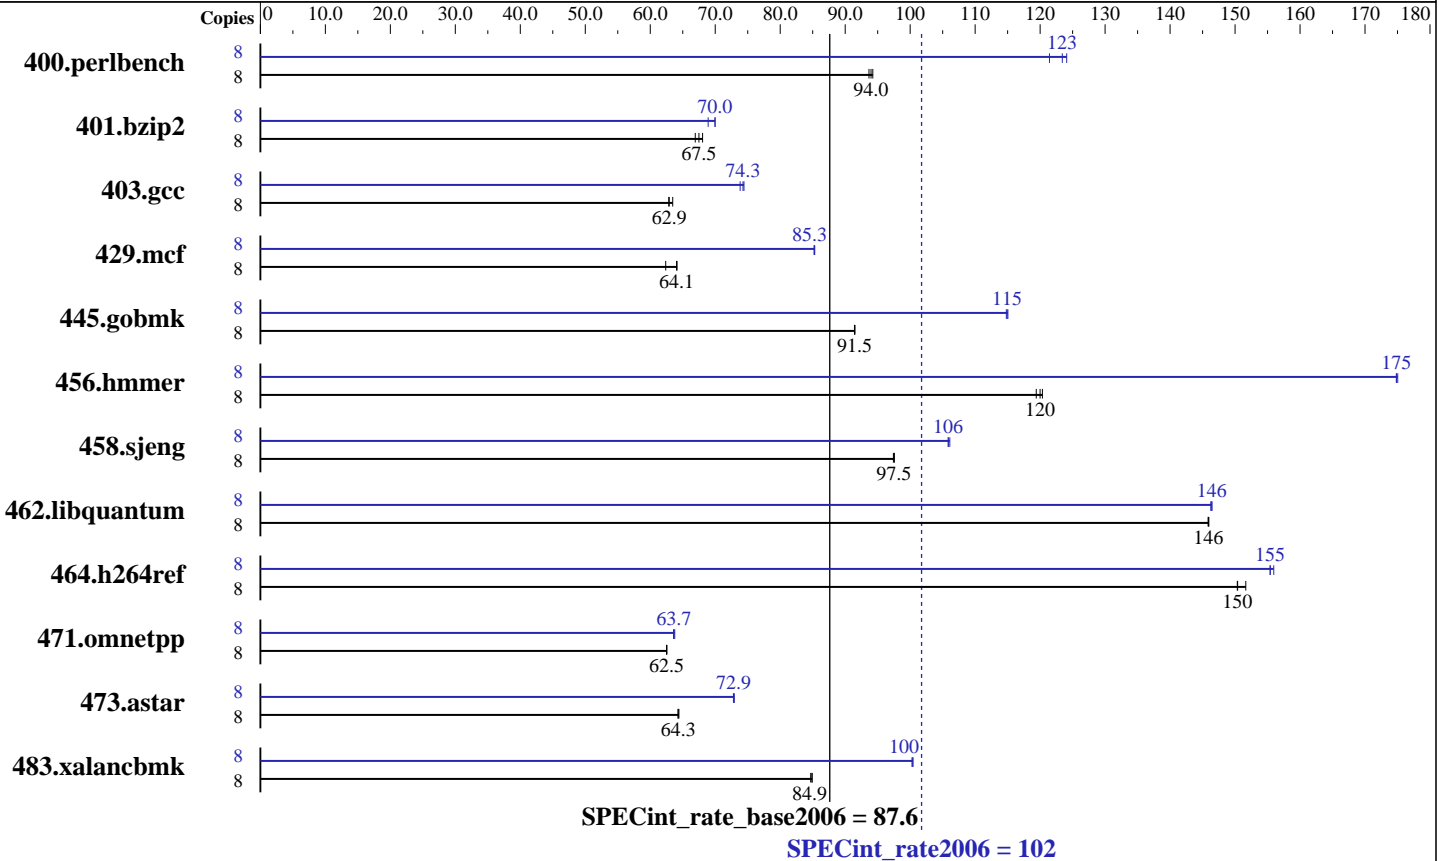 Copies 0 10.0 20.0 30.0 40.0 50.0 60.0 70.0 80.0 90.0 100 110 120 130 140 150 160 170 180
400.perlbench 8 123
8 94.0
401.bzip2 8 70.0
8 67.5
403.gcc 8 74.3
8 62.9
429.mcf 8 85.3
8 64.1
445.gobmk 8 115
8 91.5
456.hmmer 8 175
8 120
458.sjeng 8 106
8 97.5
462.libquantum 8 146
8 146
464.h264ref 8 155
8 150
471.omnetpp 8 63.7
8 62.5
473.astar 8 72.9
8 64.3
483.xalancbmk 8 100
8 84.9
SPECint_rate_base2006 = 87.6
SPECint_rate2006 = 102